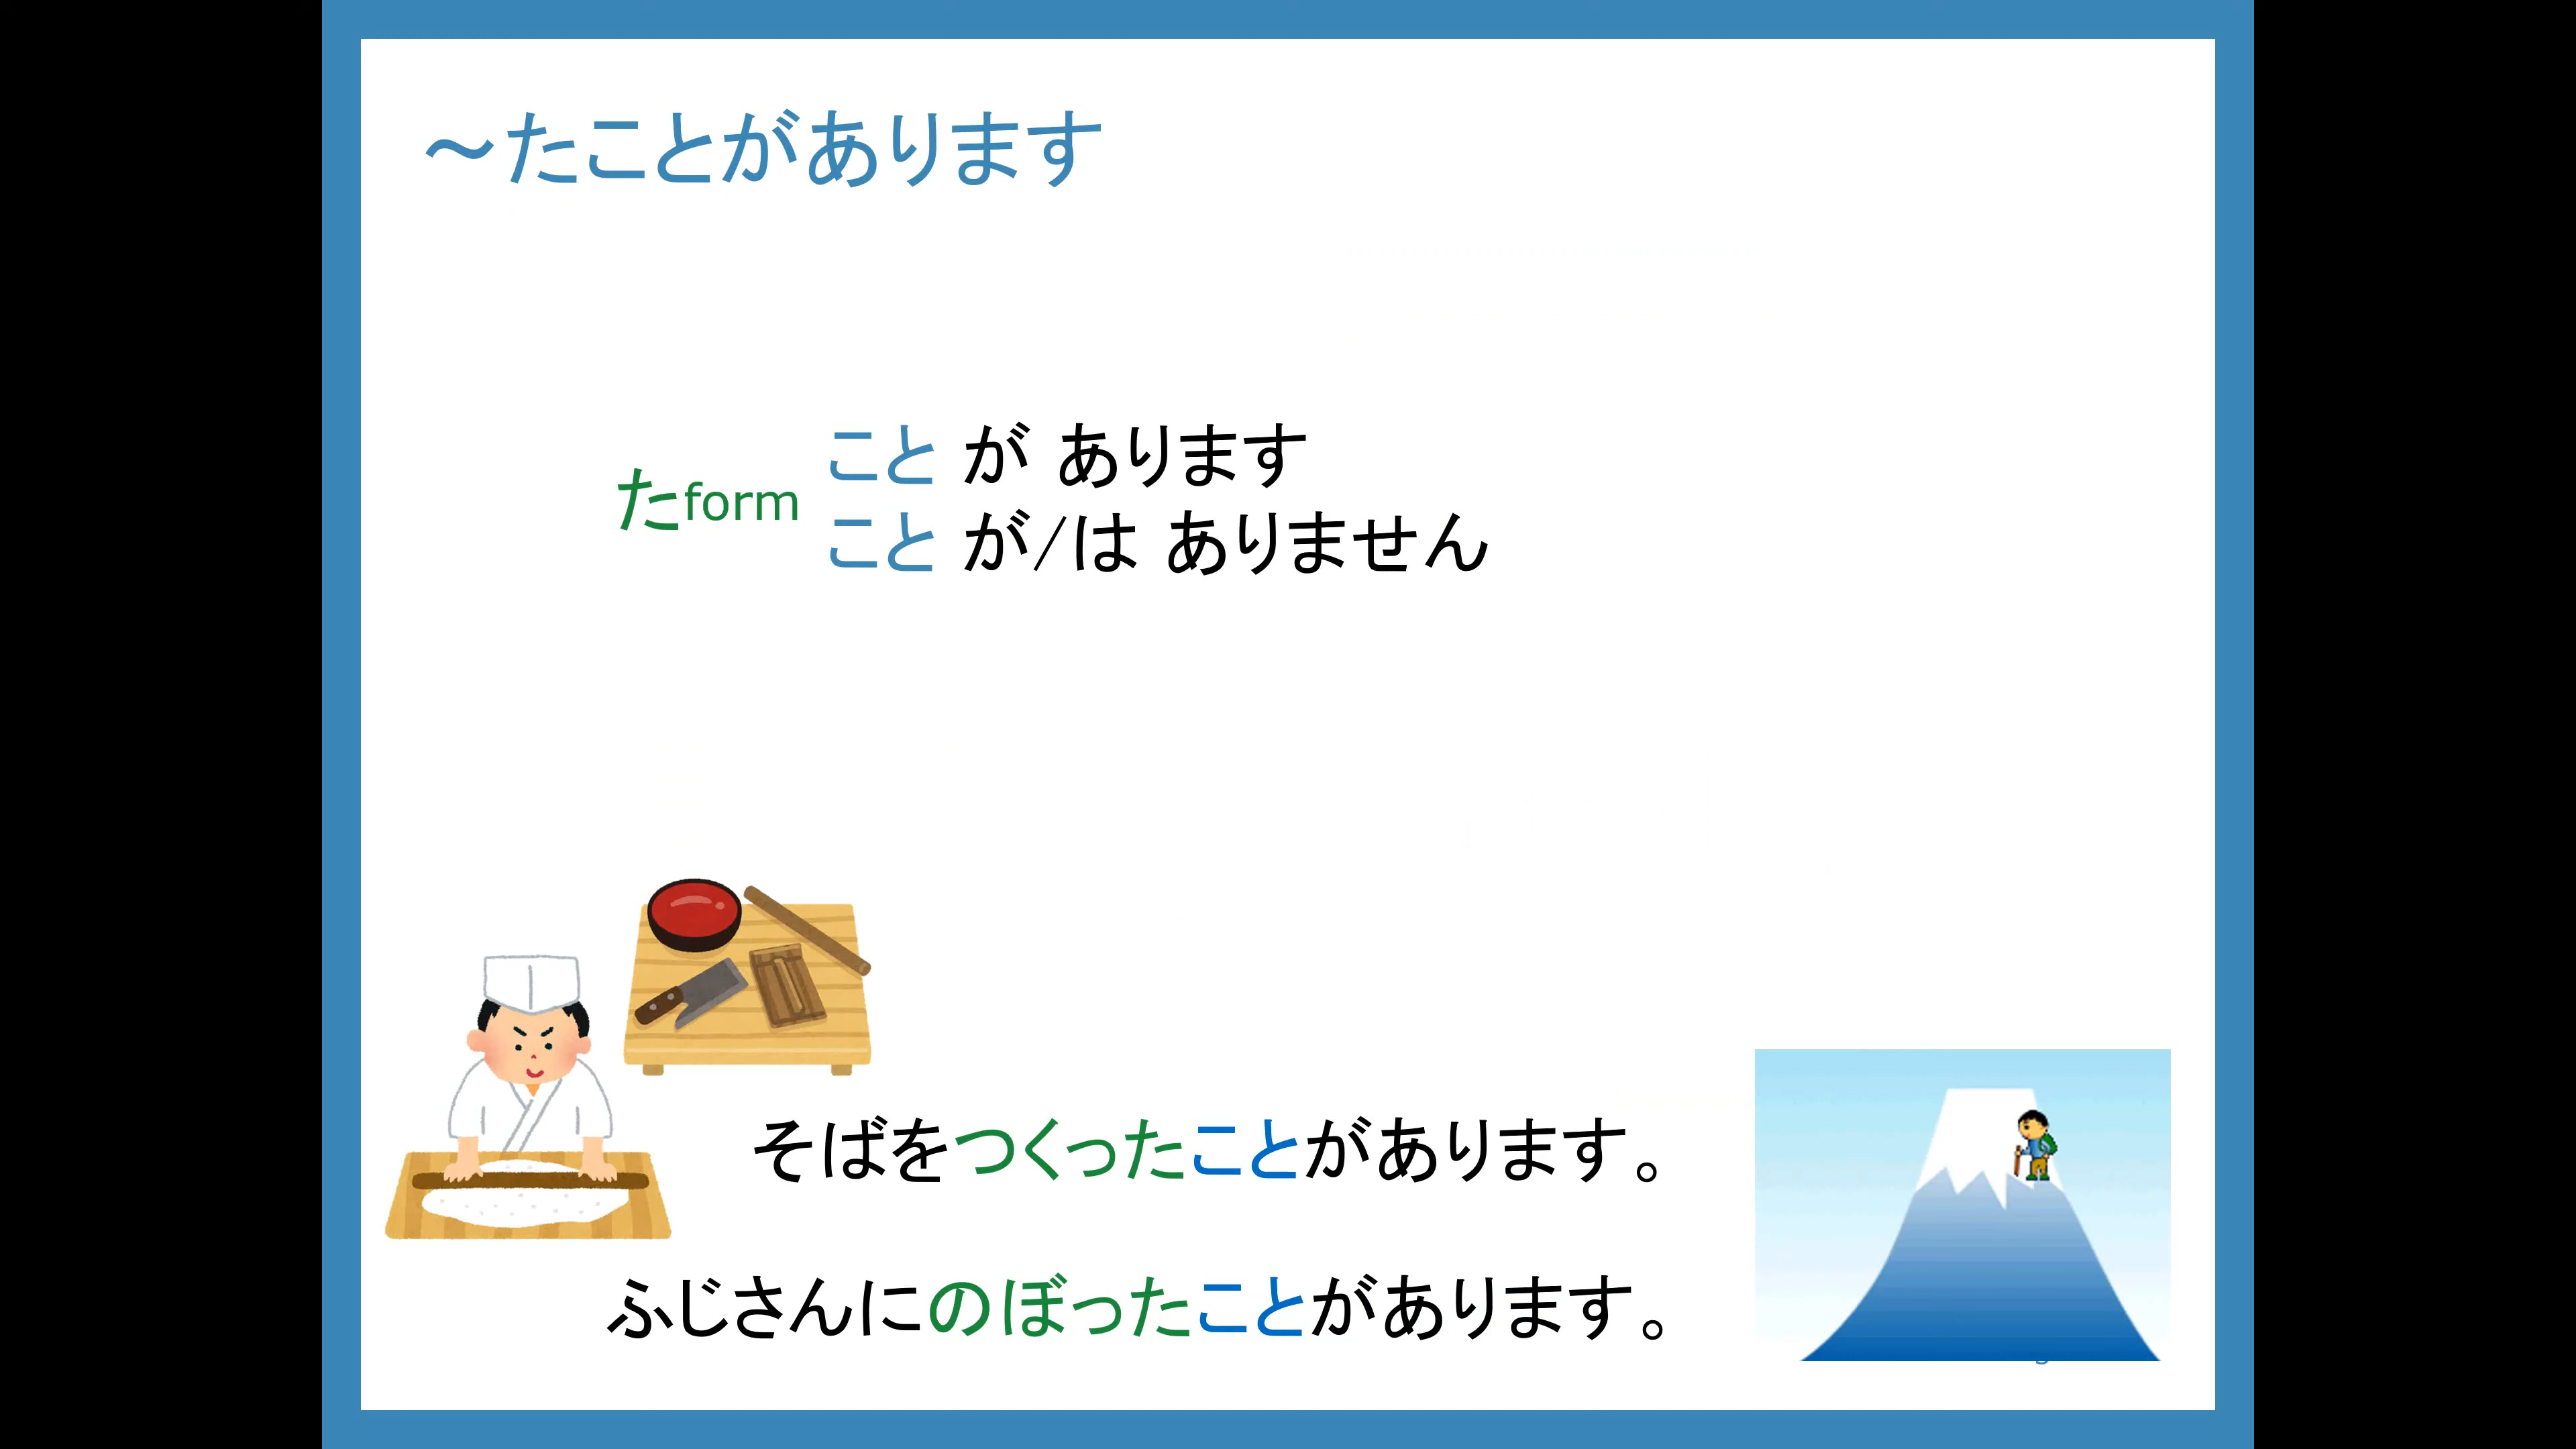 ～たことがあります
こと が あります
たform
こと が/は ありません
そばをつくったことがあります。
ふじさんにのぼったことがあります。